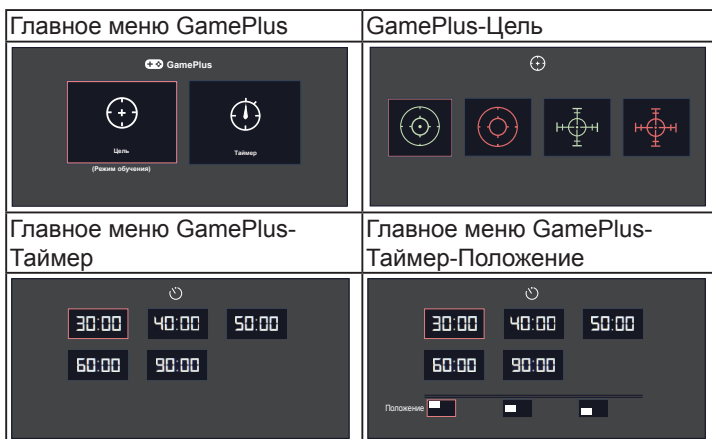 Главное меню GamePlus
GamePlus-Цель
GamePlus
Цель
(Режим обучения)
Таймер
Главное меню GamePlus-
Таймер
Главное меню GamePlus-
Таймер-Положение
30:00 40:00 50:00
60:00 90:00
30:00 40:00 50:00
60:00 90:00
Положение